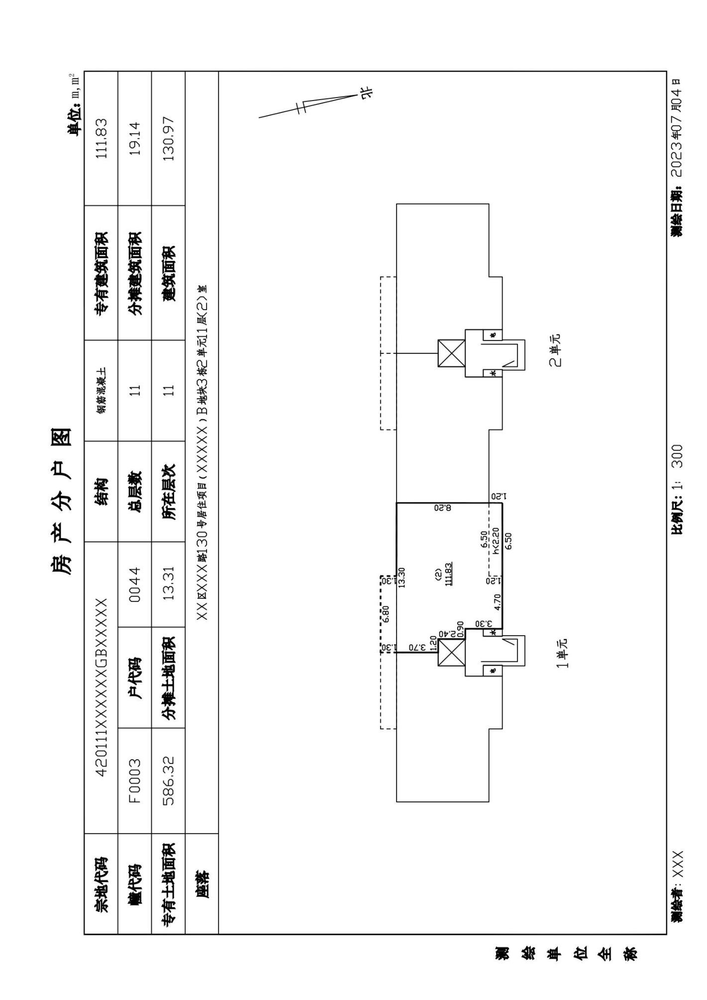 房产分户图
单位: m,m²
宗地代码 420111XXXXXXGBXXXXX 结构 钢筋混凝土 专有建筑面积 111.83
幢代码 F0003 户代码 0044 总层数 11 分摊建筑面积 19.14
专有土地面积 586.32 分摊土地面积 13.31 所在层次 11 建筑面积 130.97
座落 XX区XXX路130号居住项目(XXXXX)B地块3栋2单元11层(2)室
北
6.80
1.30
1.30
13.30
3.70
1.20
2.40
0.90
3.30
(2)
111.83
8.20
6.50
h<2.20
1.20
1.20
4.70
6.50
电
水
水
电
1单元
2单元
测绘单位全称
测绘者: XXX 比例尺: 1: 300 测绘日期: 2023年07月04日